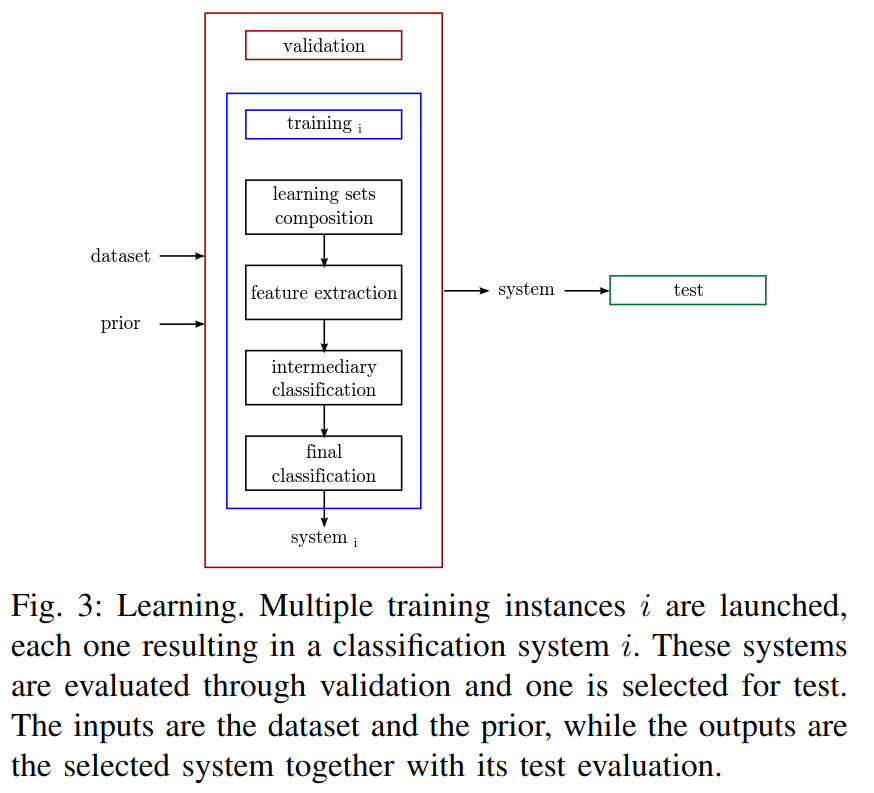 validation
training i
learning sets
composition
dataset
feature extraction
system
test
prior
intermediary
classification
final
classification
system i
Fig. 3: Learning. Multiple training instances i are launched,
each one resulting in a classification system i. These systems
are evaluated through validation and one is selected for test.
The inputs are the dataset and the prior, while the outputs are
the selected system together with its test evaluation.